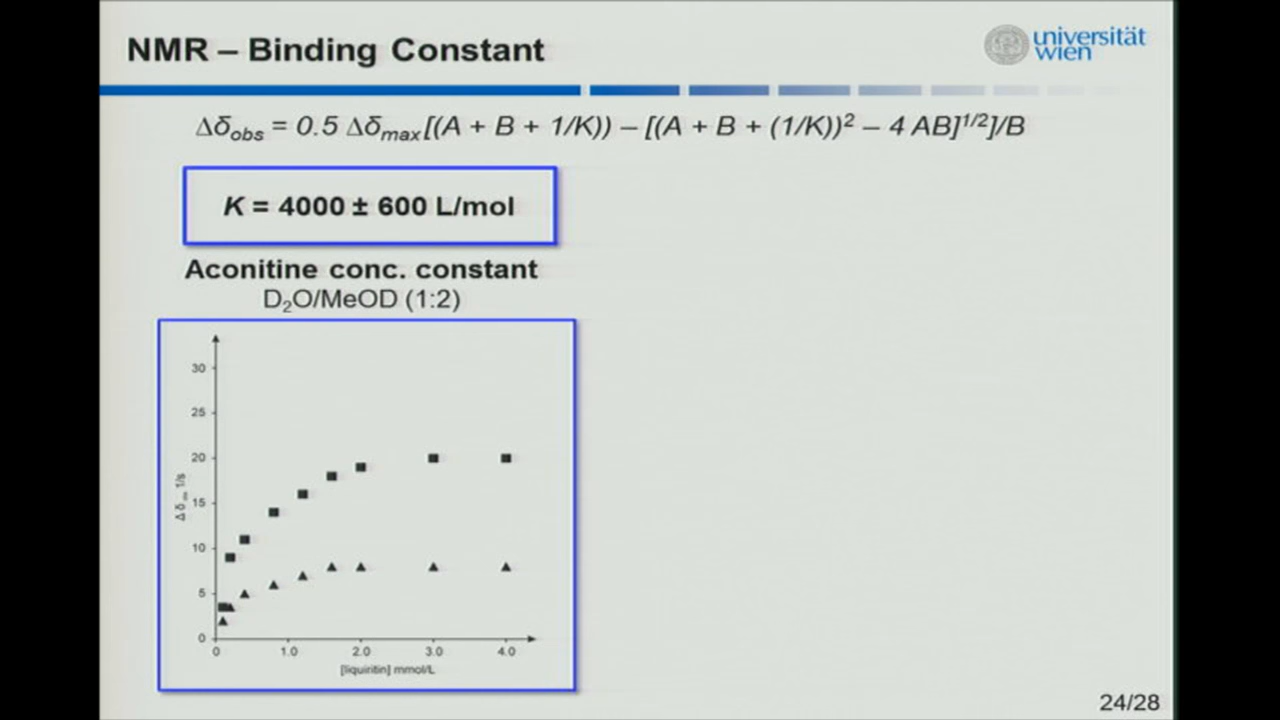 NMR – Binding Constant
universität
wien
Δδobs = 0.5 Δδmax[(A + B + 1/K)) – [(A + B + (1/K))² – 4 AB]^1/2]/B
K = 4000 ± 600 L/mol
Aconitine conc. constant
D₂O/MeOD (1:2)
30
25
20
15
10
5
0
Δ δ 1/s
0 1.0 2.0 3.0 4.0
[liquiritin] mmol/L
24/28